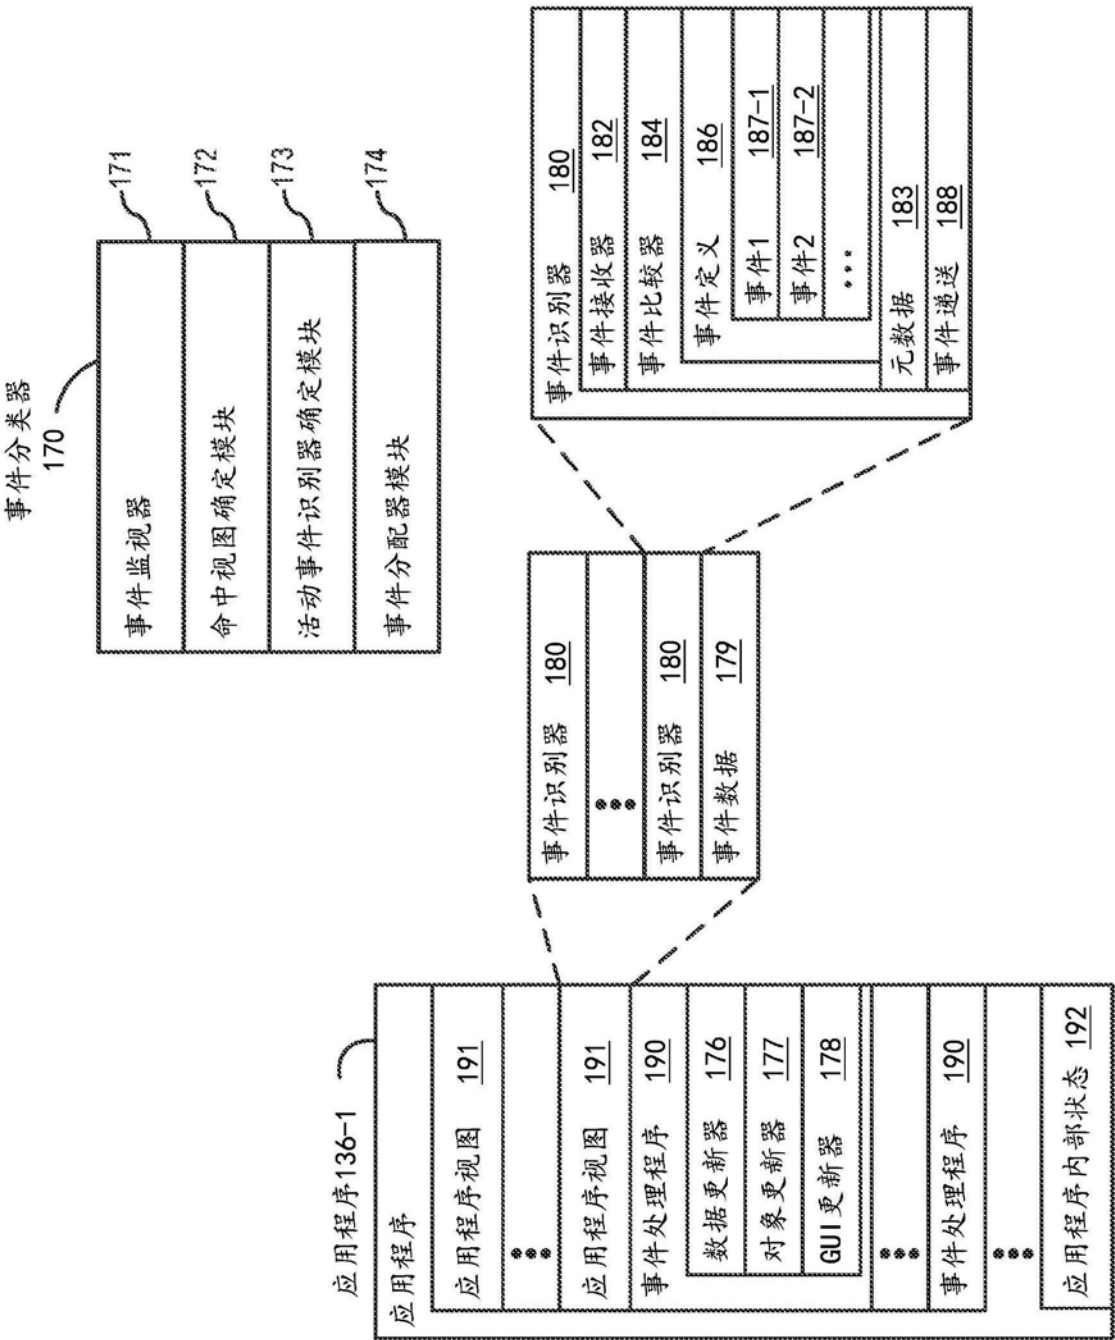 事件分类器
170
事件监视器
171
命中视图确定模块
172
活动事件识别器确定模块
173
事件分配器模块
174
应用程序136-1
应用程序
应用程序视图 191
•••
应用程序视图 191
事件处理程序 190
数据更新器 176
对象更新器 177
GUI更新器 178
•••
事件处理程序 190
•••
应用程序内部状态 192
事件识别器 180
•••
事件识别器 180
事件数据 179
事件识别器 180
事件接收器 182
事件比较器 184
事件定义 186
事件1 187-1
事件2 187-2
•••
元数据 183
事件递送 188